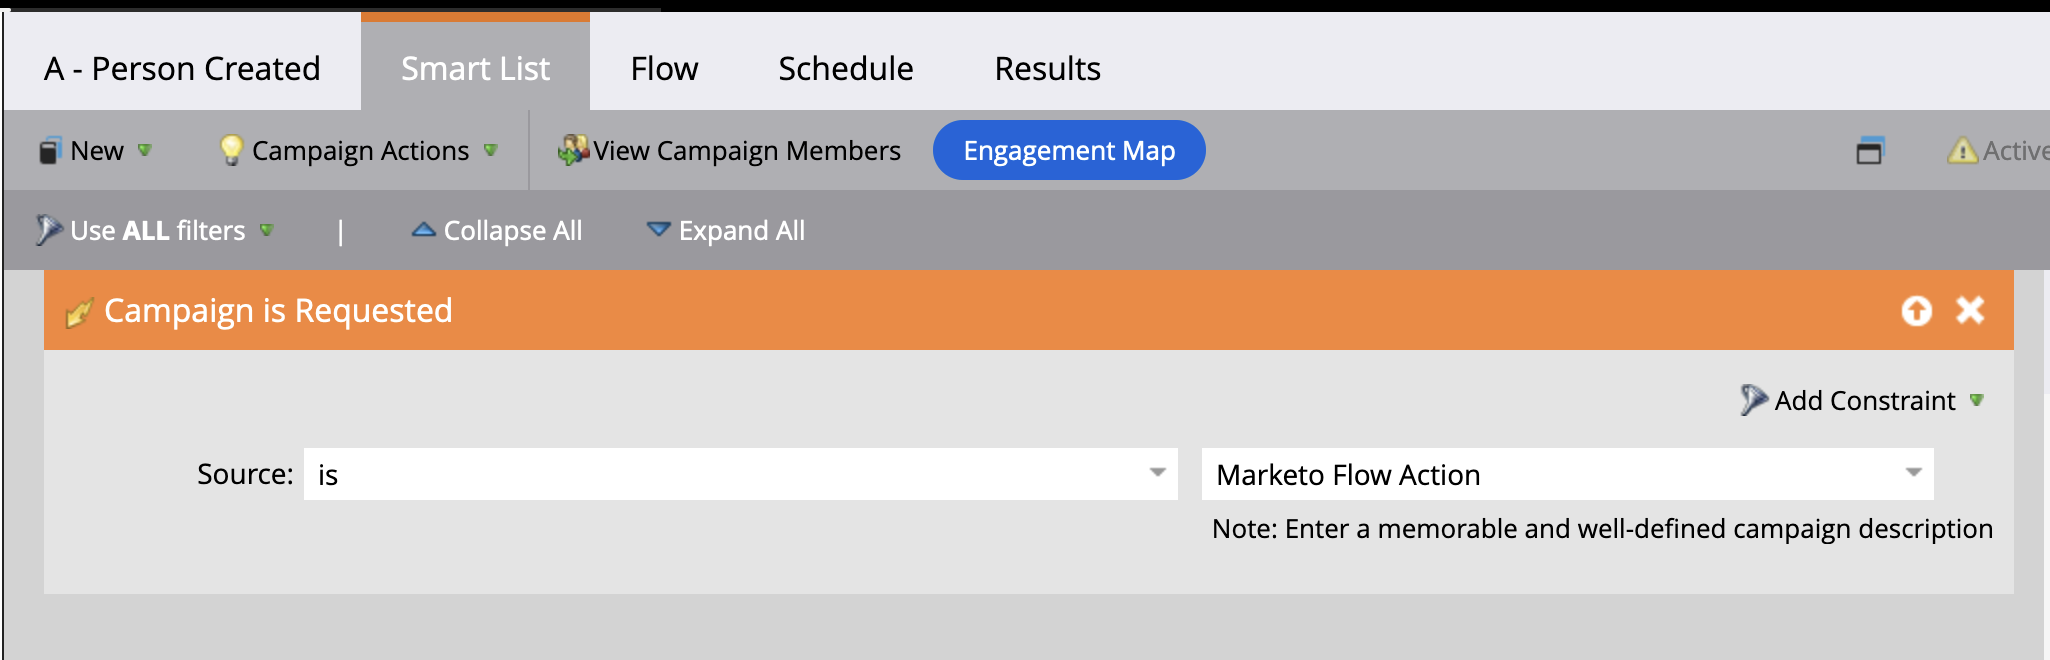 A - Person Created Smart List Flow Schedule Results
New Campaign Actions View Campaign Members Engagement Map Active
Use ALL filters | Collapse All Expand All
Campaign is Requested
Add Constraint
Source: is Marketo Flow Action
Note: Enter a memorable and well-defined campaign description